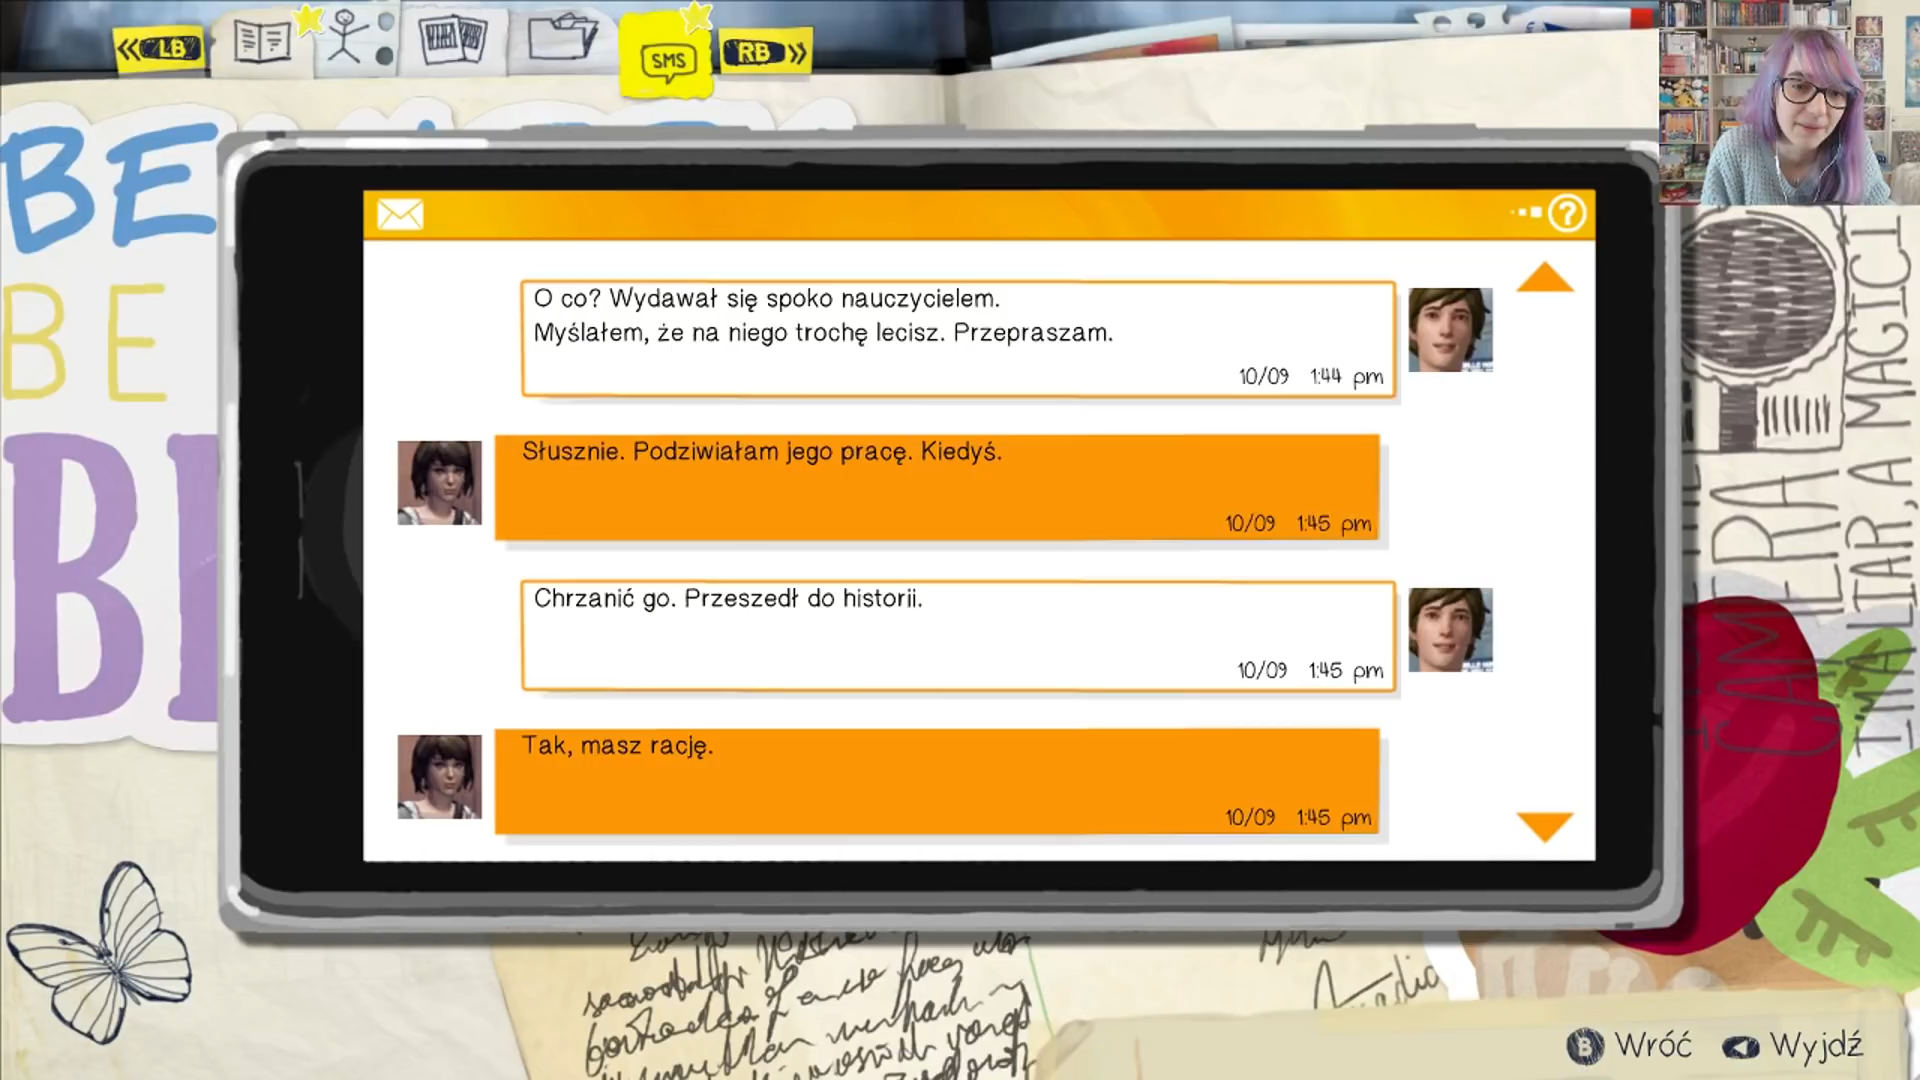 LB
SMS
RB
BE
BE
O co? Wydawał się spoko nauczycielem.
Myślałem, że na niego trochę lecisz. Przepraszam.
10/09 1:44 pm
Słusznie. Podziwiałam jego pracę. Kiedyś.
10/09 1:45 pm
Chrzanić go. Przeszedł do historii.
10/09 1:45 pm
Tak, masz rację.
10/09 1:45 pm
B Wróć
Wyjdź